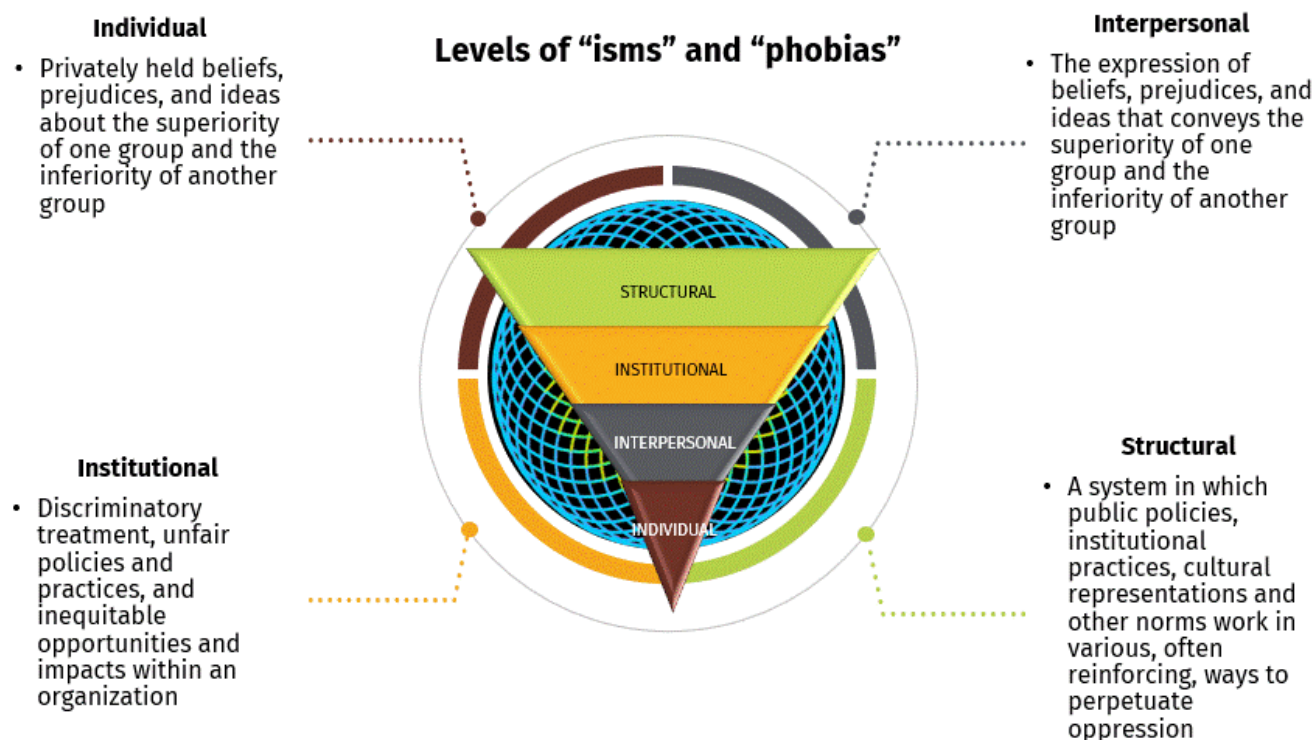 Levels of “isms” and “phobias”
Individual
• Privately held beliefs,
prejudices, and ideas
about the superiority
of one group and the
inferiority of another
group
Interpersonal
• The expression of
beliefs, prejudices, and
ideas that conveys the
superiority of one
group and the
inferiority of another
group
STRUCTURAL
INSTITUTIONAL
INTERPERSONAL
INDIVIDUAL
Institutional
• Discriminatory
treatment, unfair
policies and
practices, and
inequitable
opportunities and
impacts within an
organization
Structural
• A system in which
public policies,
institutional
practices, cultural
representations and
other norms work in
various, often
reinforcing, ways to
perpetuate
oppression